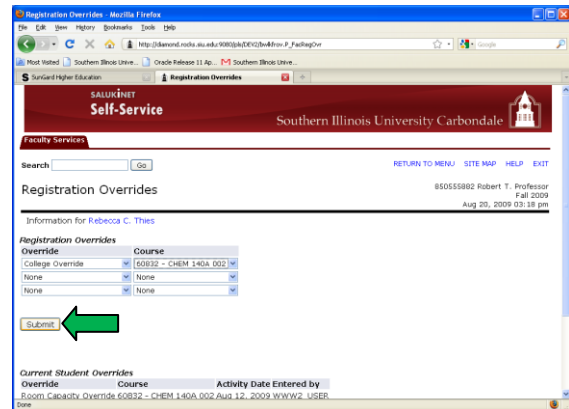 Registration Overrides - Mozilla Firefox
File Edit View History Bookmarks Tools Help
http://diamond.rocks.siu.edu:9080/pls/DEV2/bwlkfrov.P_FacRegOvr
Google
Most Visited Southern Illinois Unive... Oracle Release 11 Ap... Southern Illinois Unive...
SunGard Higher Education Registration Overrides
SALUKINET
Self-Service
Southern Illinois University Carbondale
Faculty Services
Search Go RETURN TO MENU SITE MAP HELP EXIT
Registration Overrides 850555882 Robert T. Professor
Fall 2009
Aug 20, 2009 03:18 pm
Information for Rebecca C. Thies
Registration Overrides
Override Course
College Override 60832 - CHEM 140A 002
None None
None None
Submit
Current Student Overrides
Override Course Activity Date Entered by
Room Capacity Override 60832 - CHEM 140A 002 Aug 12, 2009 WWW2_USER
Done